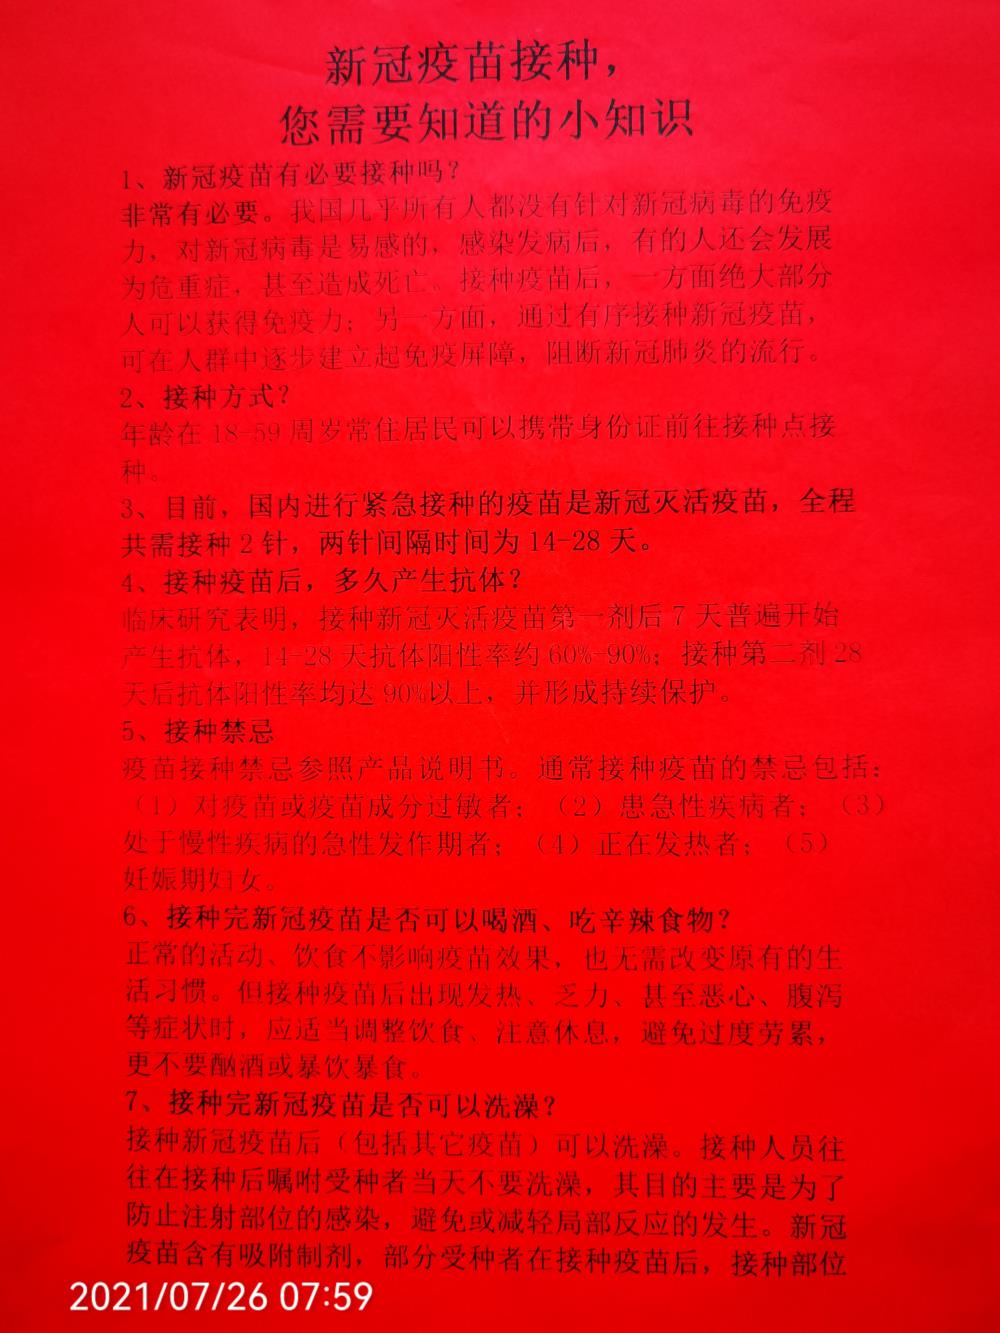 新冠疫苗接种，
您需要知道的小知识
1、新冠疫苗有必要接种吗？
非常有必要。我国几乎所有人都没有针对新冠病毒的免疫
力，对新冠病毒是易感的，感染发病后，有的人还会发展
为危重症，甚至造成死亡。接种疫苗后，一方面绝大部分
人可以获得免疫力；另一方面，通过有序接种新冠疫苗，
可在人群中逐步建立起免疫屏障，阻断新冠肺炎的流行。
2、接种方式？
年龄在 18-59 周岁常住居民可以携带身份证前往接种点接
种。
3、目前，国内进行紧急接种的疫苗是新冠灭活疫苗，全程
共需接种 2 针，两针间隔时间为 14-28 天。
4、接种疫苗后，多久产生抗体？
临床研究表明，接种新冠灭活疫苗第一剂后 7 天普遍开始
产生抗体，14-28 天抗体阳性率约 60%-90%；接种第二剂 28
天后抗体阳性率均达 90%以上，并形成持续保护。
5、接种禁忌
疫苗接种禁忌参照产品说明书。通常接种疫苗的禁忌包括：
（1）对疫苗或疫苗成分过敏者；（2）患急性疾病者；（3）
处于慢性疾病的急性发作期者；（4）正在发热者；（5）
妊娠期妇女。
6、接种完新冠疫苗是否可以喝酒、吃辛辣食物？
正常的活动、饮食不影响疫苗效果，也无需改变原有的生
活习惯。但接种疫苗后出现发热、乏力、甚至恶心、腹泻
等症状时，应适当调整饮食、注意休息，避免过度劳累，
更不要酗酒或暴饮暴食。
7、接种完新冠疫苗是否可以洗澡？
接种新冠疫苗后（包括其它疫苗）可以洗澡。接种人员往
往在接种后嘱咐受种者当天不要洗澡，其目的主要是为了
防止注射部位的感染，避免或减轻局部反应的发生。新冠
疫苗含有吸附制剂，部分受种者在接种疫苗后，接种部位
2021/07/26 07:59